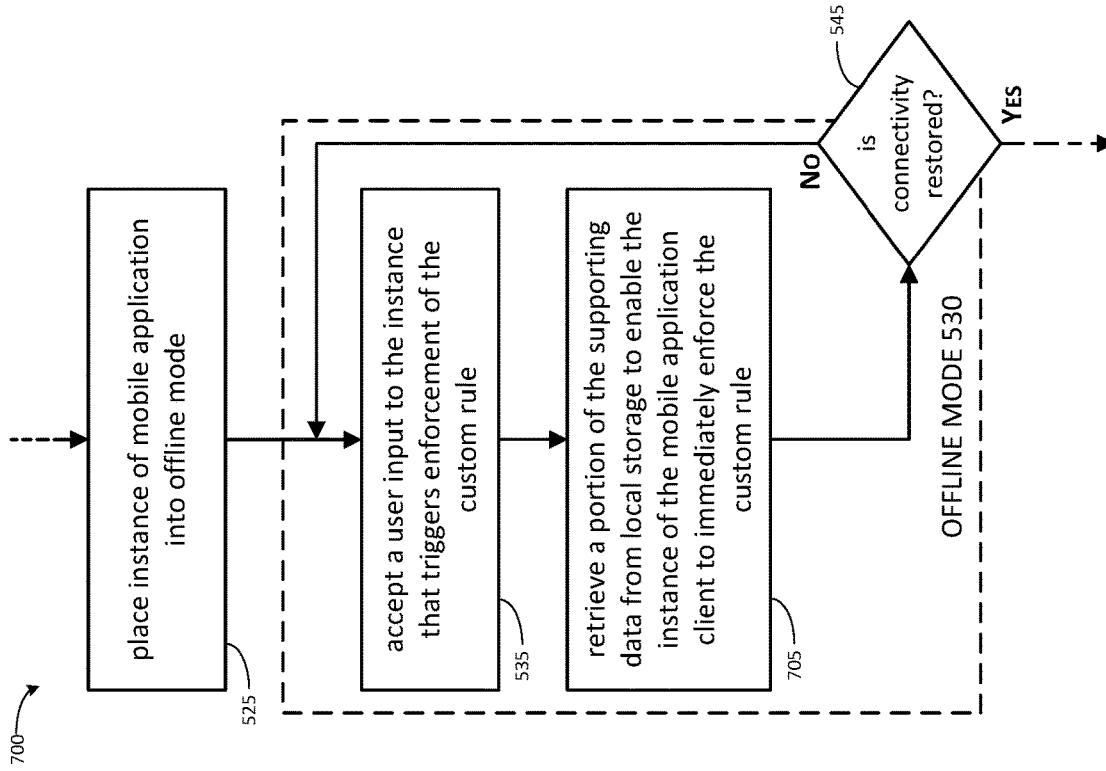 700
place instance of mobile application
into offline mode
525
accept a user input to the instance
that triggers enforcement of the
custom rule
535
retrieve a portion of the supporting
data from local storage to enable the
instance of the mobile application
client to immediately enforce the
custom rule
705
OFFLINE MODE 530
is
connectivity
restored?
545
NO
YES